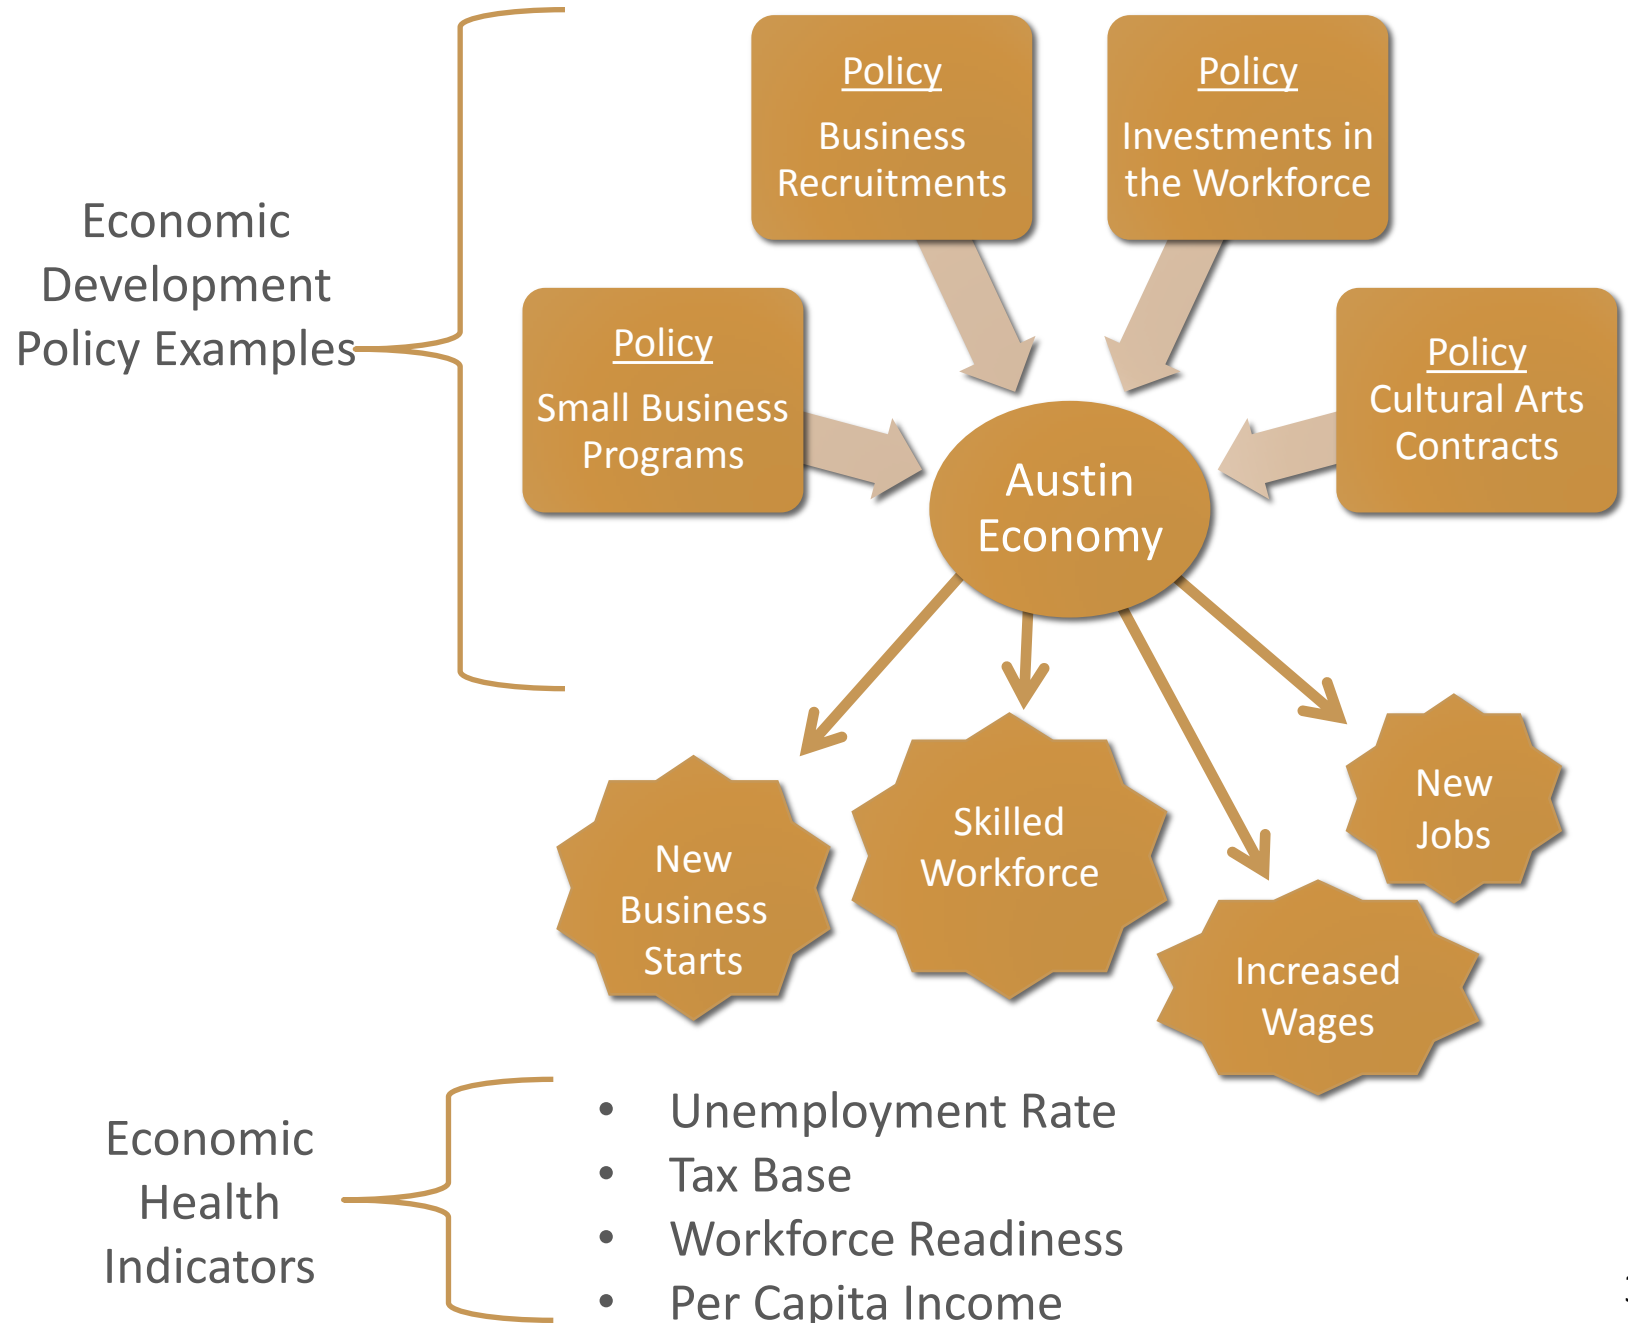 Economic
Development
Policy Examples
Policy
Business
Recruitments
Policy
Investments in
the Workforce
Policy
Small Business
Programs
Policy
Cultural Arts
Contracts
Austin
Economy
New
Business
Starts
Skilled
Workforce
Increased
Wages
New
Jobs
Economic
Health
Indicators
• Unemployment Rate
• Tax Base
• Workforce Readiness
• Per Capita Income